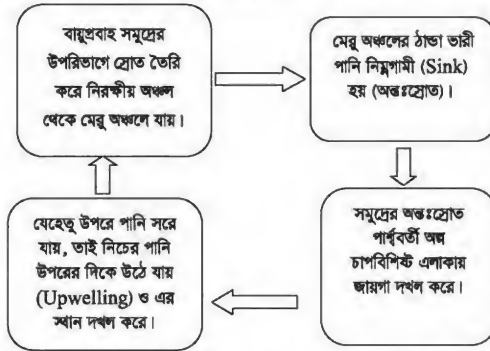 বায়ুপ্রবাহ সমুদ্রের
উপরিভাগে স্রোত তৈরি
করে নিরক্ষীয় অঞ্চল
থেকে মেরু অঞ্চলে যায়।
মেরু অঞ্চলের ঠান্ডা ভারী
পানি নিম্নগামী (Sink)
হয় (অন্তঃস্রোত)।
সমুদ্রের অন্তঃস্রোত
পার্শ্ববর্তী অল্প
চাপবিশিষ্ট এলাকায়
জায়গা দখল করে।
যেহেতু উপরে পানি সরে
যায়, তাই নিচের পানি
উপরের দিকে উঠে যায়
(Upwelling) ও এর
স্থান দখল করে।